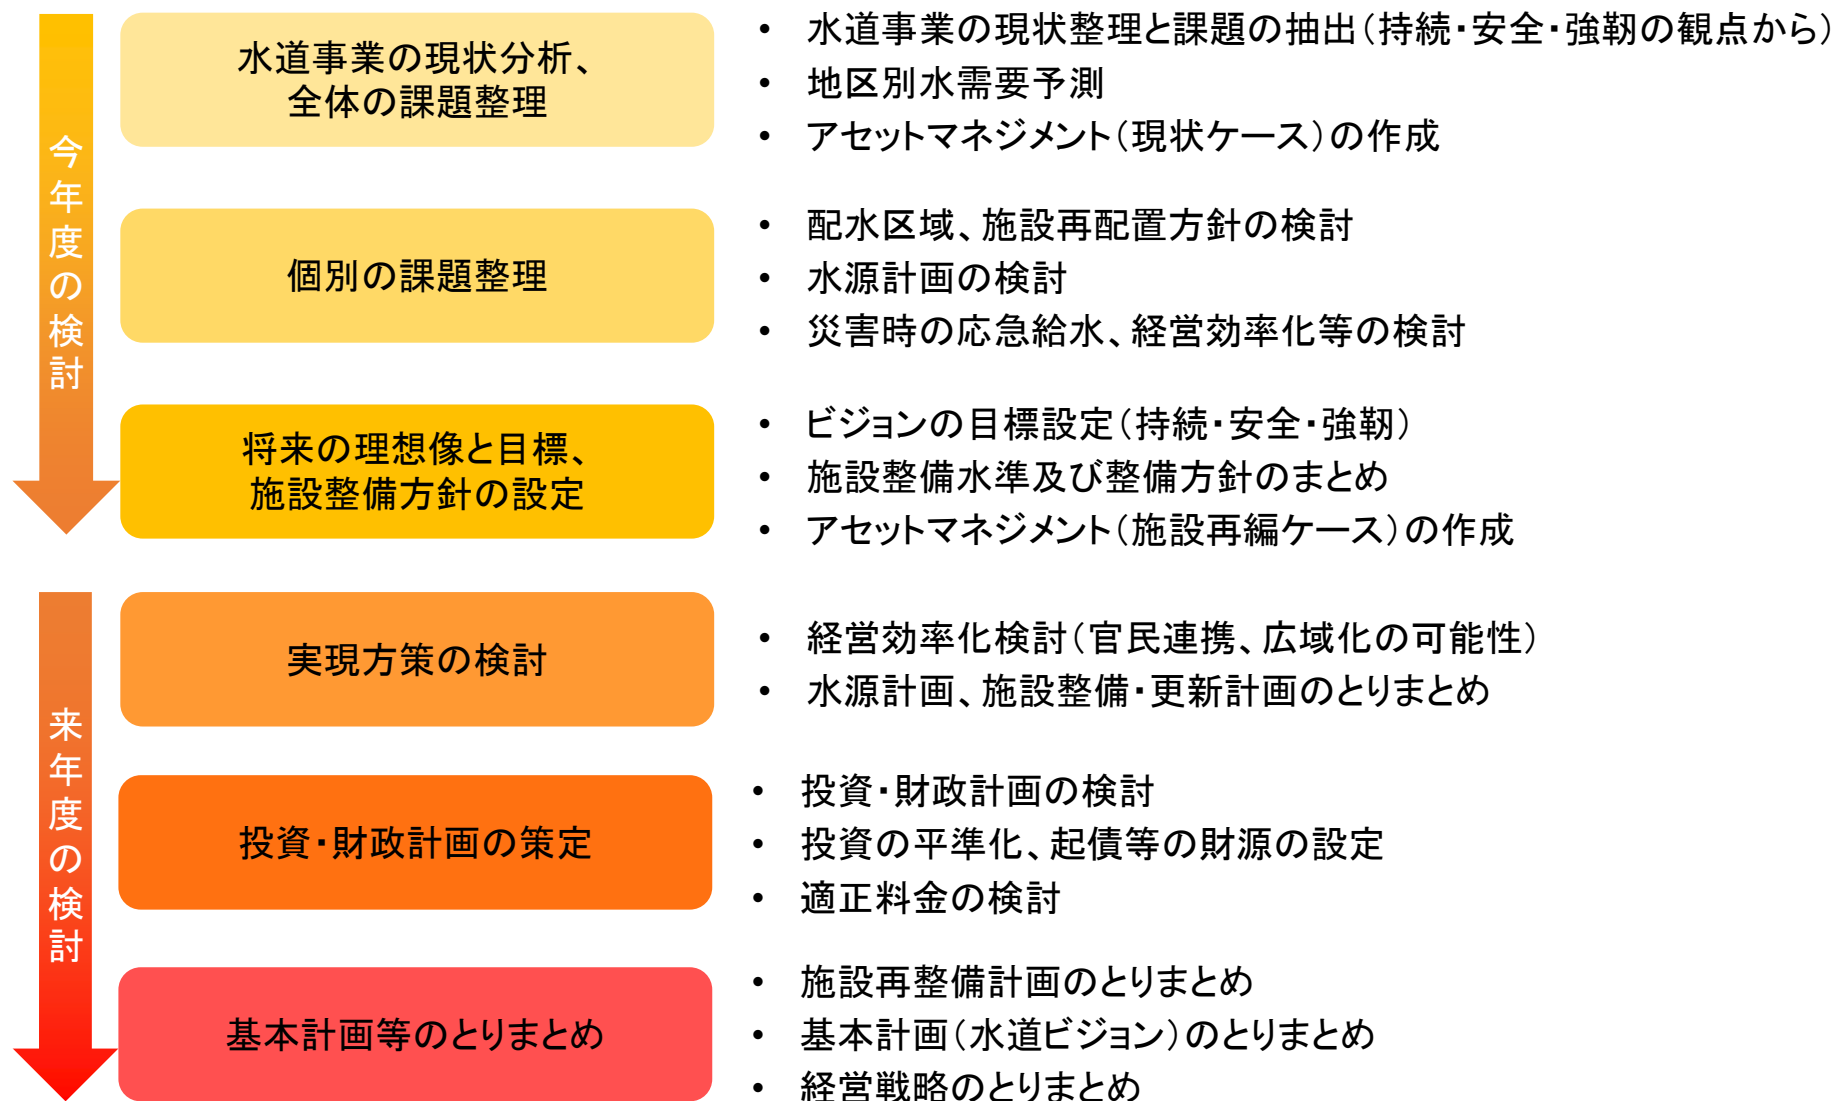 今年度の検討
水道事業の現状分析、
全体の課題整理
• 水道事業の現状整理と課題の抽出（持続・安全・強靭の観点から）
• 地区別水需要予測
• アセットマネジメント（現状ケース）の作成
個別の課題整理
• 配水区域、施設再配置方針の検討
• 水源計画の検討
• 災害時の応急給水、経営効率化等の検討
将来の理想像と目標、
施設整備方針の設定
• ビジョンの目標設定（持続・安全・強靭）
• 施設整備水準及び整備方針のまとめ
• アセットマネジメント（施設再編ケース）の作成
来年度の検討
実現方策の検討
• 経営効率化検討（官民連携、広域化の可能性）
• 水源計画、施設整備・更新計画のとりまとめ
投資・財政計画の策定
• 投資・財政計画の検討
• 投資の平準化、起債等の財源の設定
• 適正料金の検討
基本計画等のとりまとめ
• 施設再整備計画のとりまとめ
• 基本計画（水道ビジョン）のとりまとめ
• 経営戦略のとりまとめ